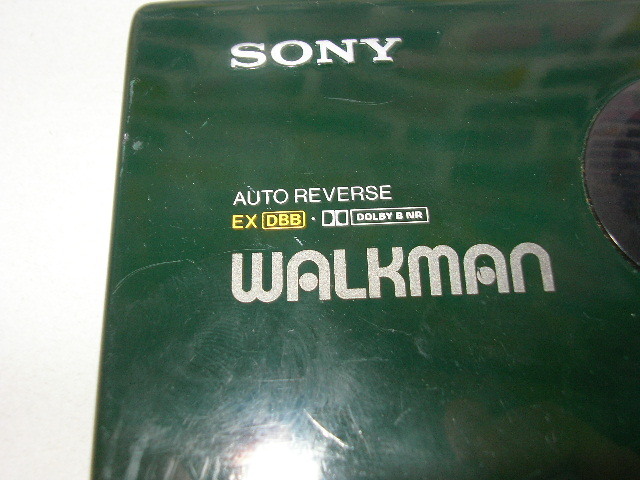 SONY
AUTO REVERSE
EX DBB · DOLBY B NR
WALKMAN